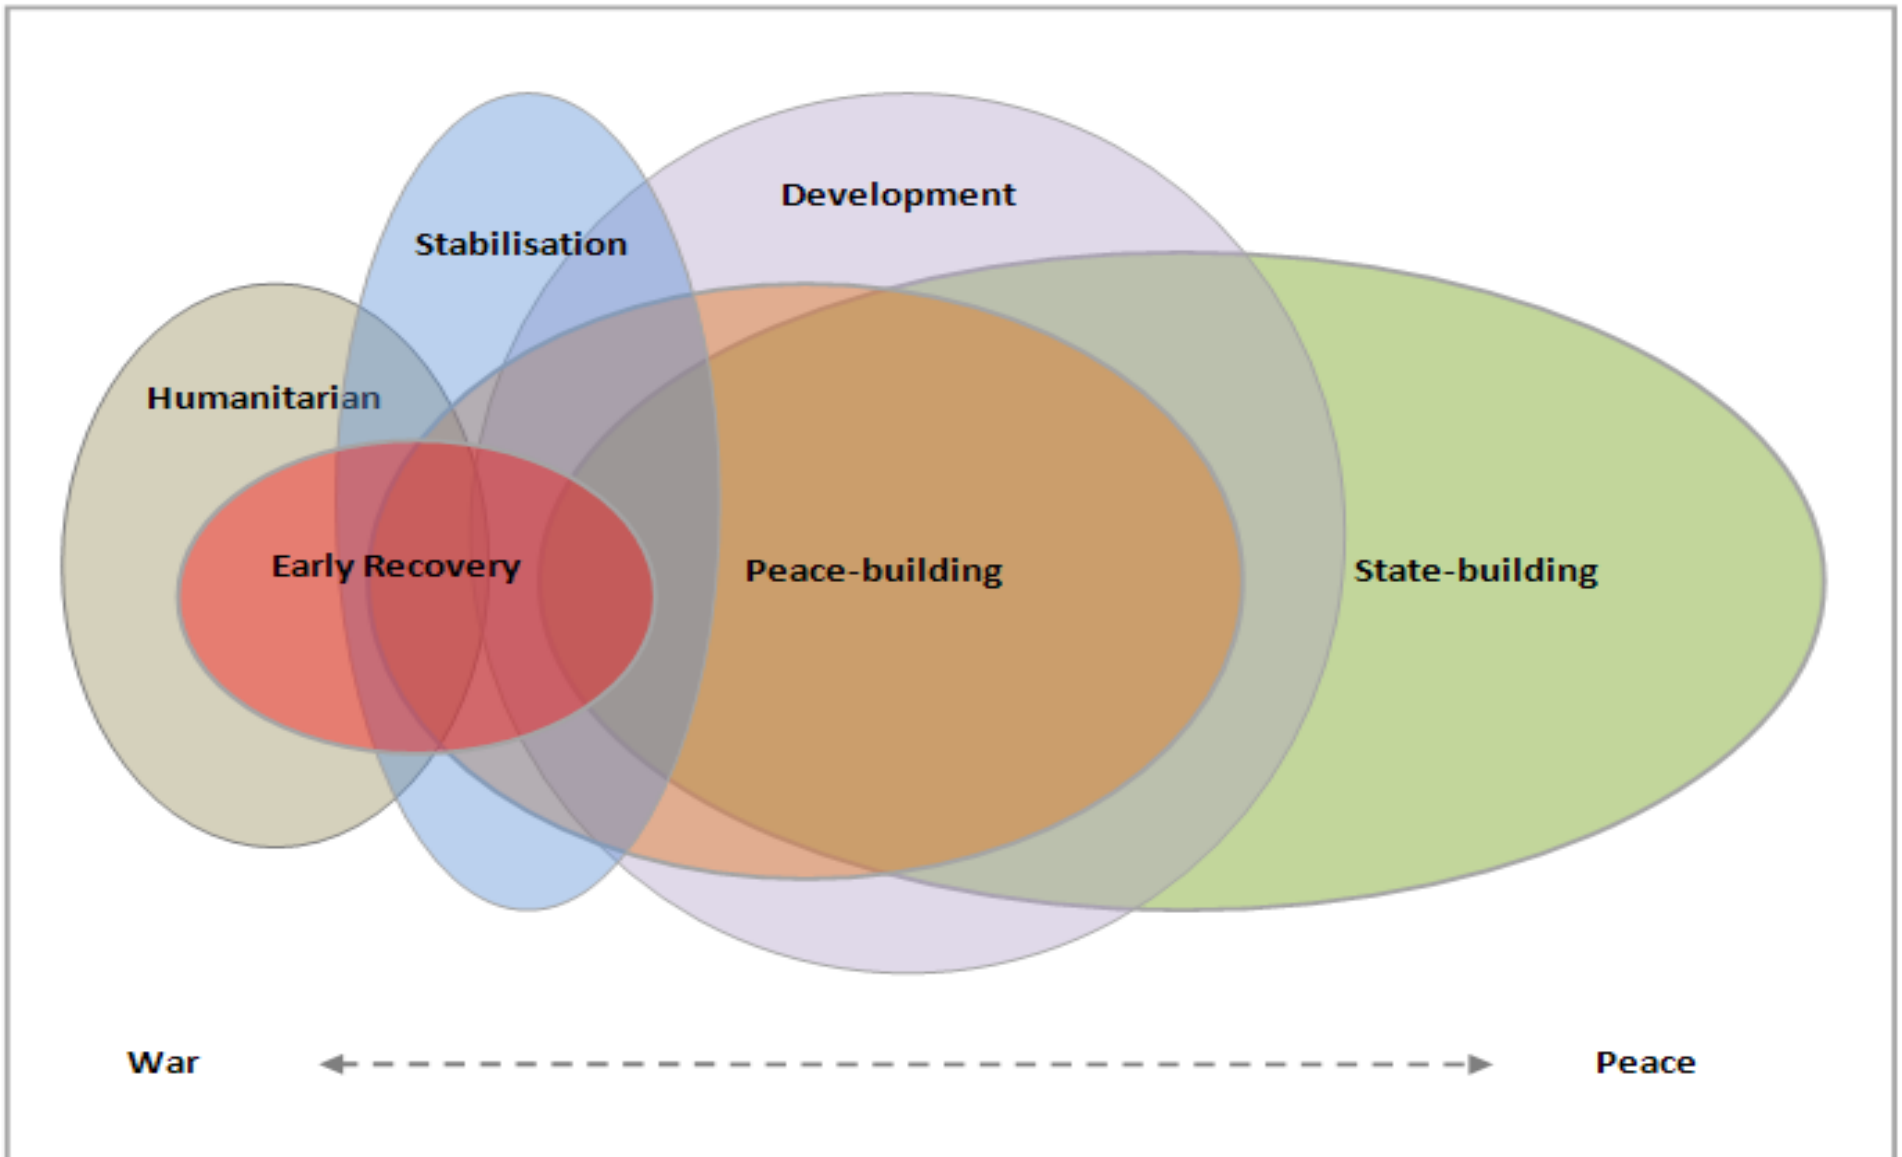 Development
Stabilisation
Humanitarian
Early Recovery
Peace-building
State-building
War
Peace